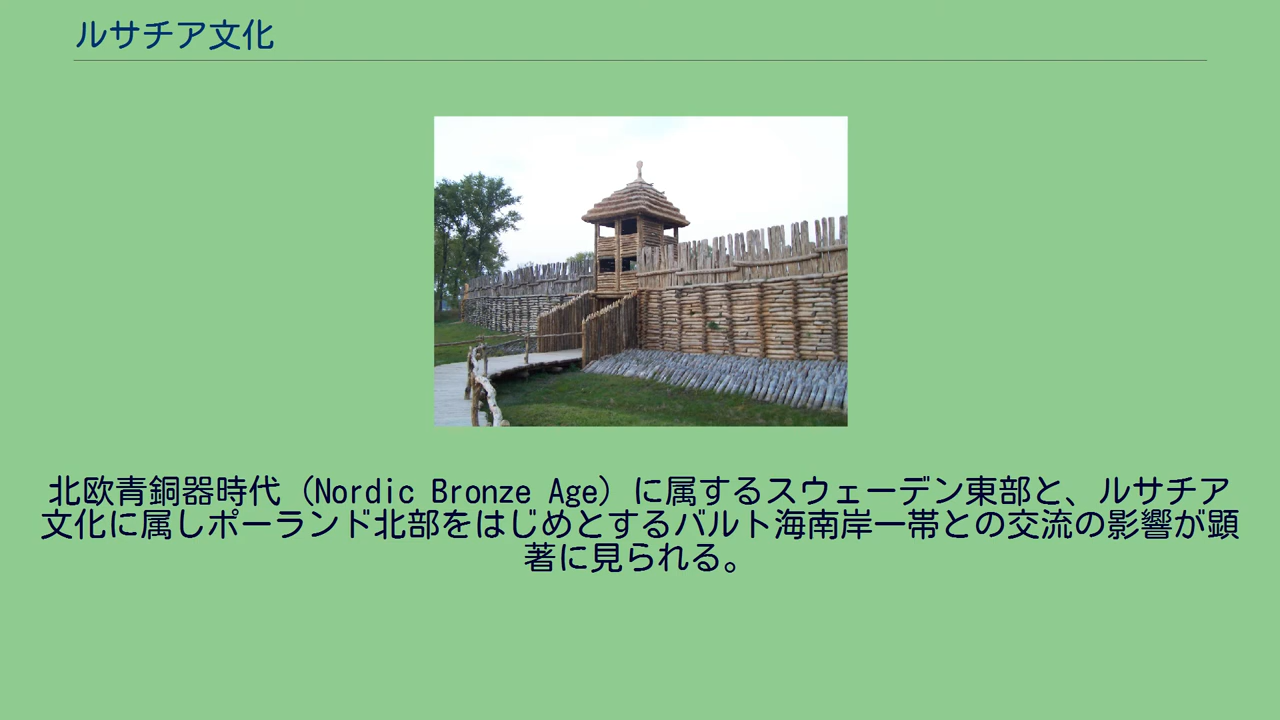 ルサチア文化
北欧青銅器時代（Nordic Bronze Age）に属するスウェーデン東部と、ルサチア
文化に属しポーランド北部をはじめとするバルト海南岸一帯との交流の影響が顕
著に見られる。